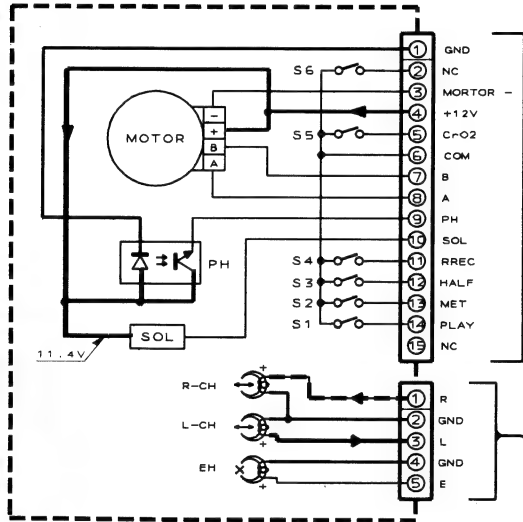 1 GND
S6 2 NC
3 MORTOR -
4 +12V
S5 5 CrO2
6 COM
7 B
8 A
9 PH
10 SOL
S4 11 RREC
S3 12 HALF
S2 13 MET
S1 14 PLAY
15 NC
MOTOR
-
+
B
A
PH
SOL
11.4V
R-CH + 1 R
2 GND
L-CH + 3 L
4 GND
EH + 5 E